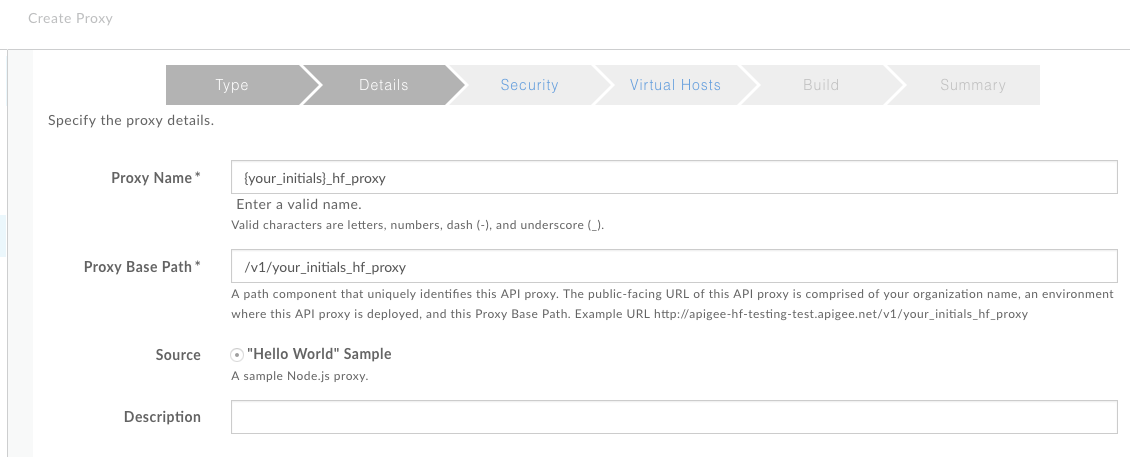 Create Proxy
Type Details Security Virtual Hosts Build Summary
Specify the proxy details.
Proxy Name * {your_initials}_hf_proxy
Enter a valid name.
Valid characters are letters, numbers, dash (-), and underscore (_).
Proxy Base Path * /v1/your_initials_hf_proxy
A path component that uniquely identifies this API proxy. The public-facing URL of this API proxy is comprised of your organization name, an environment
where this API proxy is deployed, and this Proxy Base Path. Example URL http://apigee-hf-testing-test.apigee.net/v1/your_initials_hf_proxy
Source "Hello World" Sample
A sample Node.js proxy.
Description